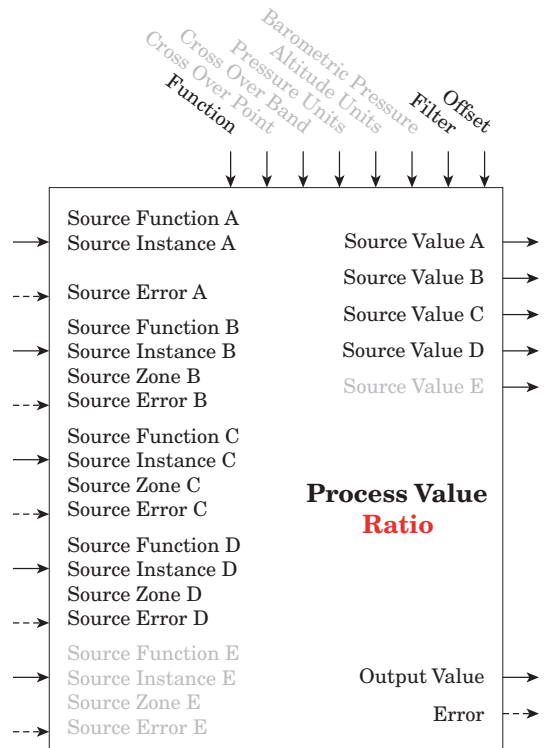 Function
Cross Over Point
Cross Over Band
Pressure Units
Altitude Units
Barometric Pressure
Filter
Offset
Source Function A
Source Instance A
Source Error A
Source Function B
Source Instance B
Source Zone B
Source Error B
Source Function C
Source Instance C
Source Zone C
Source Error C
Source Function D
Source Instance D
Source Zone D
Source Error D
Source Function E
Source Instance E
Source Zone E
Source Error E
Source Value A
Source Value B
Source Value C
Source Value D
Source Value E
Process Value
Ratio
Output Value
Error